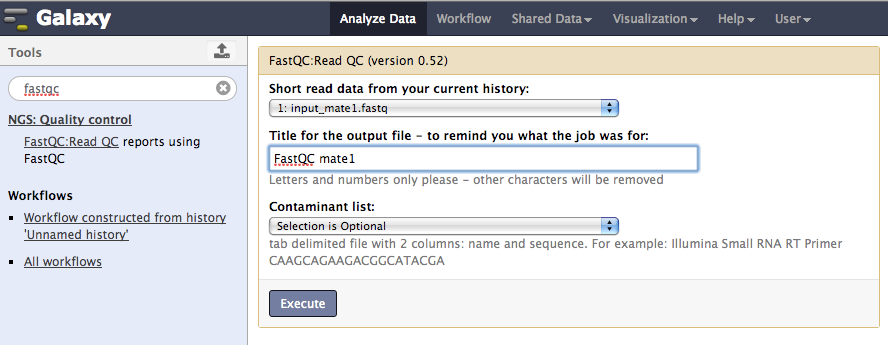 Galaxy
Analyze Data Workflow Shared Data Visualization Help User
Tools
fastqc
NGS: Quality control
FastQC:Read QC reports using
FastQC
Workflows
Workflow constructed from history
'Unnamed history'
All workflows
FastQC:Read QC (version 0.52)
Short read data from your current history:
1: input_mate1.fastq
Title for the output file – to remind you what the job was for:
FastQC mate1
Letters and numbers only please – other characters will be removed
Contaminant list:
Selection is Optional
tab delimited file with 2 columns: name and sequence. For example: Illumina Small RNA RT Primer
CAAGCAGAAGACGGCATACGA
Execute